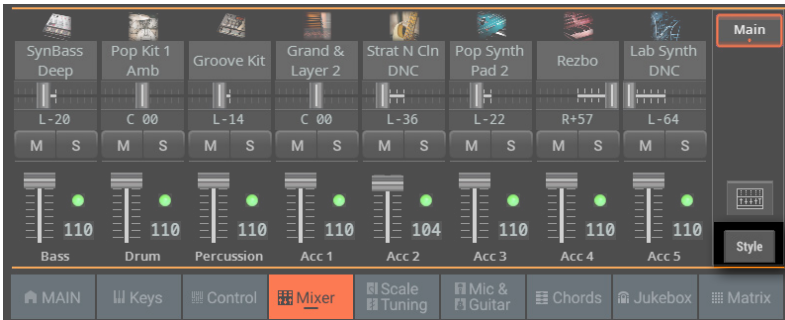 SynBass Deep
Pop Kit 1 Amb
Groove Kit
Grand & Layer 2
Strat N Cln DNC
Pop Synth Pad 2
Rezbo
Lab Synth DNC
Main
L-20 C 00 L-14 C 00 L-36 L-22 R+57 L-64
M S M S M S M S M S M S M S M S
110 110 110 110 104 110 110 110
Style
Bass Drum Percussion Acc 1 Acc 2 Acc 3 Acc 4 Acc 5
MAIN
Keys
Control
Mixer
Scale Tuning
Mic & Guitar
Chords
Jukebox
Matrix